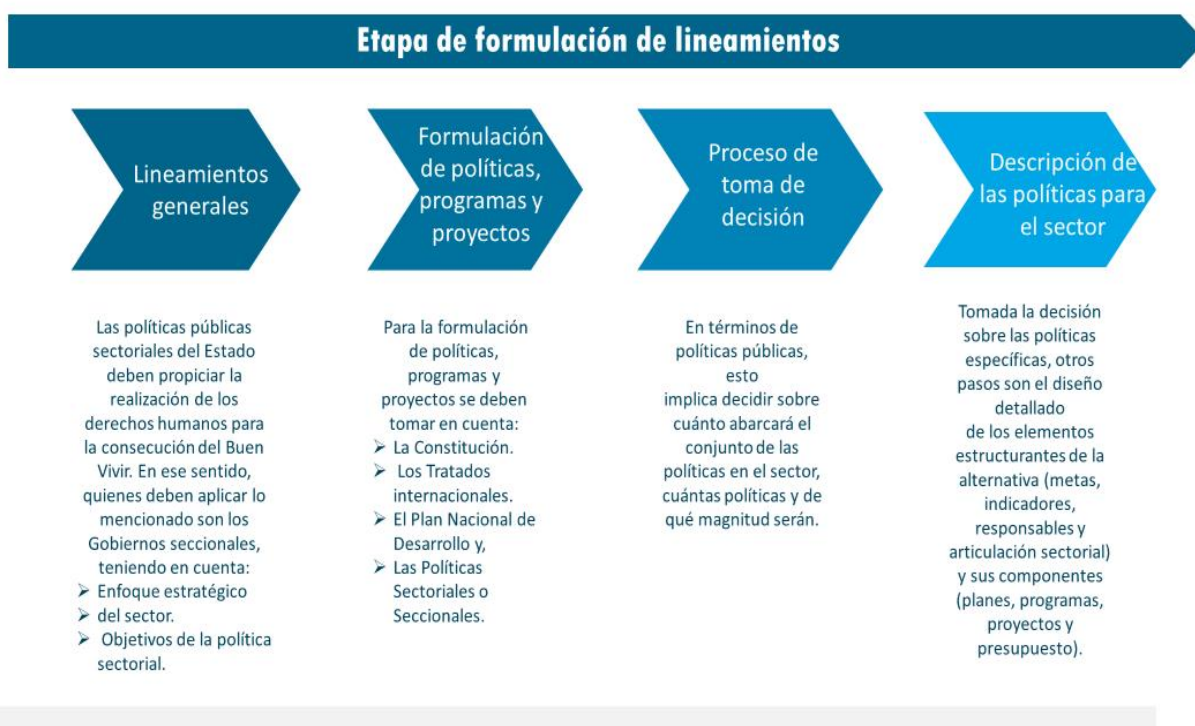 Etapa de formulación de lineamientos
Lineamientos
generales
Las políticas públicas
sectoriales del Estado
deben propiciar la
realización de los
derechos humanos para
la consecución del Buen
Vivir. En ese sentido,
quienes deben aplicar lo
mencionado son los
Gobiernos seccionales,
teniendo en cuenta:
➢ Enfoque estratégico
➢ del sector.
➢ Objetivos de la política
sectorial.
Formulación
de políticas,
programas y
proyectos
Para la formulación
de políticas,
programas y
proyectos se deben
tomar en cuenta:
➢ La Constitución.
➢ Los Tratados
internacionales.
➢ El Plan Nacional de
Desarrollo y,
➢ Las Políticas
Sectoriales o
Seccionales.
Proceso de
toma de
decisión
En términos de
políticas públicas,
esto
implica decidir sobre
cuánto abarcará el
conjunto de las
políticas en el sector,
cuántas políticas y de
qué magnitud serán.
Descripción de
las políticas para
el sector
Tomada la decisión
sobre las políticas
específicas, otros
pasos son el diseño
detallado
de los elementos
estructurantes de la
alternativa (metas,
indicadores,
responsables y
articulación sectorial)
y sus componentes
(planes, programas,
proyectos y
presupuesto).